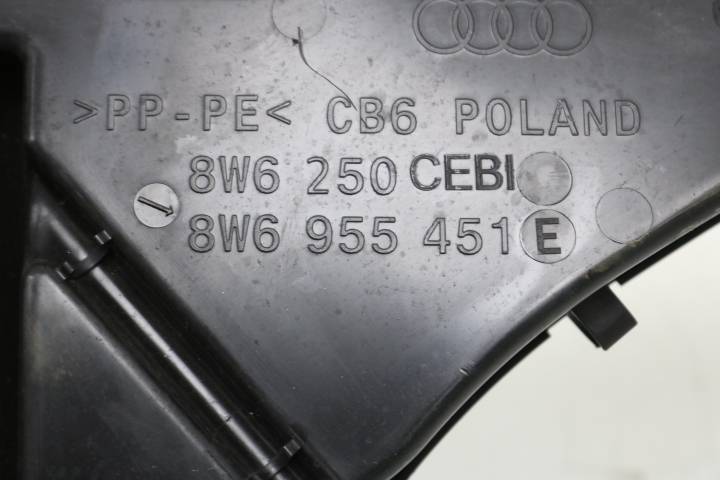 >PP-PE< CB6 POLAND
8W6 250 CEBI
8W6 955 451 E